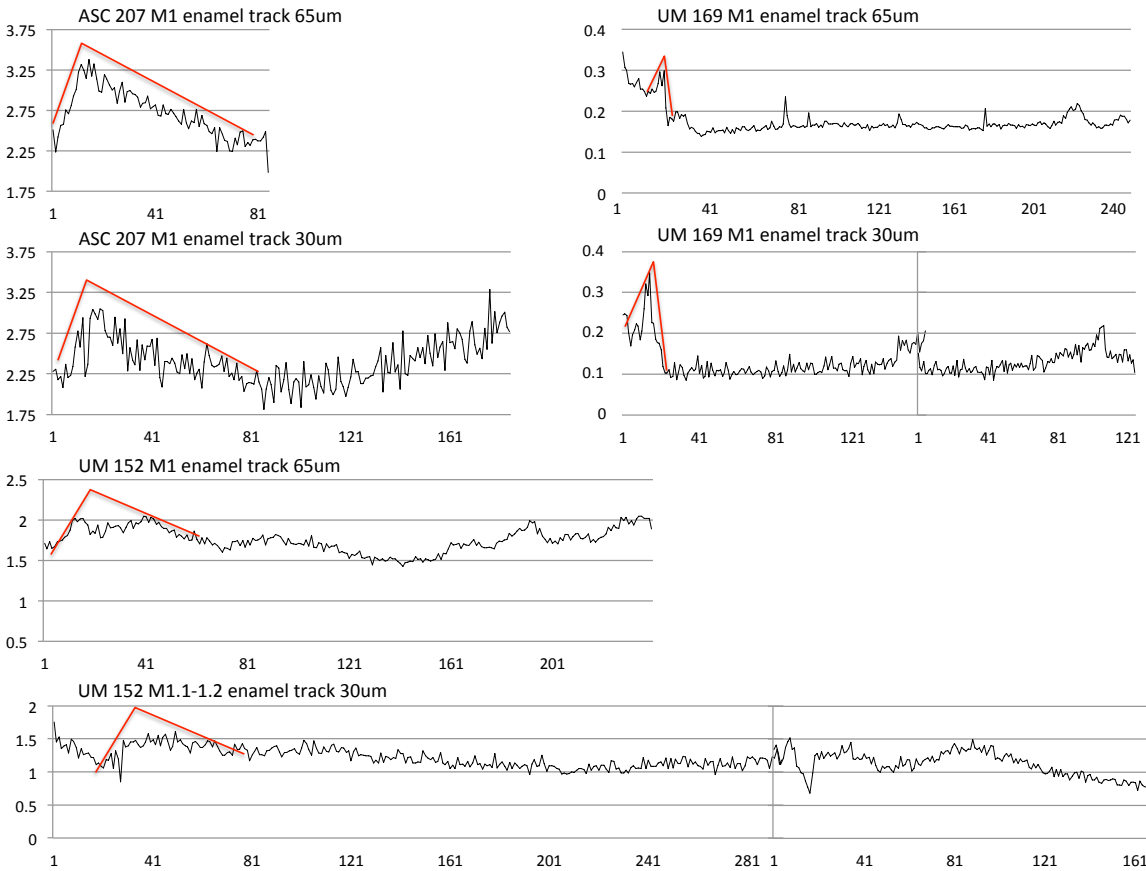 ASC 207 M1 enamel track 65um
3.75
3.25
2.75
2.25
1.75
1 41 81
UM 169 M1 enamel track 65um
0.4
0.3
0.2
0.1
0
1 41 81 121 161 201 240
ASC 207 M1 enamel track 30um
3.75
3.25
2.75
2.25
1.75
1 41 81 121 161
UM 169 M1 enamel track 30um
0.4
0.3
0.2
0.1
0
1 41 81 121 1 41 81 121
UM 152 M1 enamel track 65um
2.5
2
1.5
1
0.5
1 41 81 121 161 201
UM 152 M1.1-1.2 enamel track 30um
2
1.5
1
0.5
0
1 41 81 121 161 201 241 281 1 41 81 121 161